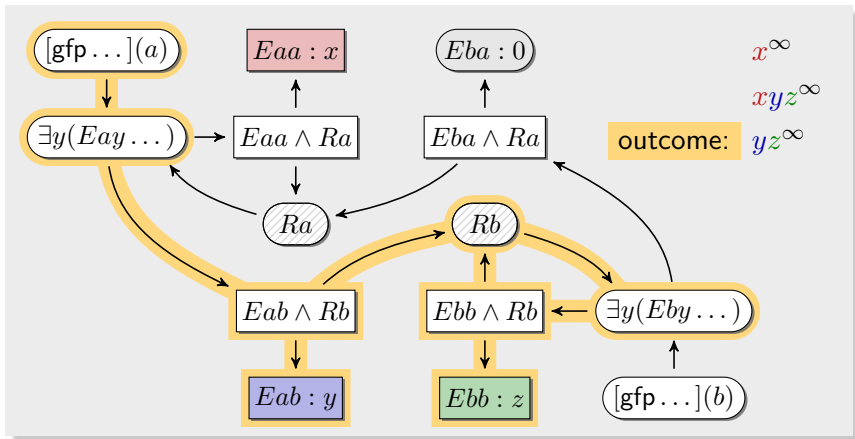 [gfp . . . ](a)
Eaa : x
Eba : 0
x^∞
xyz^∞
∃y(Eay . . . )
Eaa ∧ Ra
Eba ∧ Ra
outcome: yz^∞
Ra
Rb
Eab ∧ Rb
Ebb ∧ Rb
∃y(Eby . . . )
Eab : y
Ebb : z
[gfp . . . ](b)